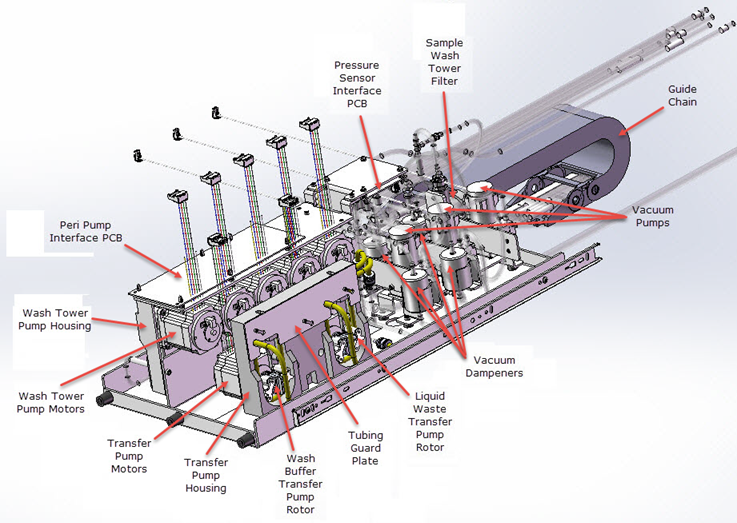 Sample
Wash
Tower
Filter
Pressure
Sensor
Interface
PCB
Guide
Chain
Vacuum
Pumps
Peri Pump
Interface PCB
Wash Tower
Pump Housing
Wash Tower
Pump Motors
Transfer
Pump
Motors
Transfer
Pump
Housing
Wash
Buffer
Transfer
Pump
Rotor
Tubing
Guard
Plate
Liquid
Waste
Transfer
Pump
Rotor
Vacuum
Dampeners